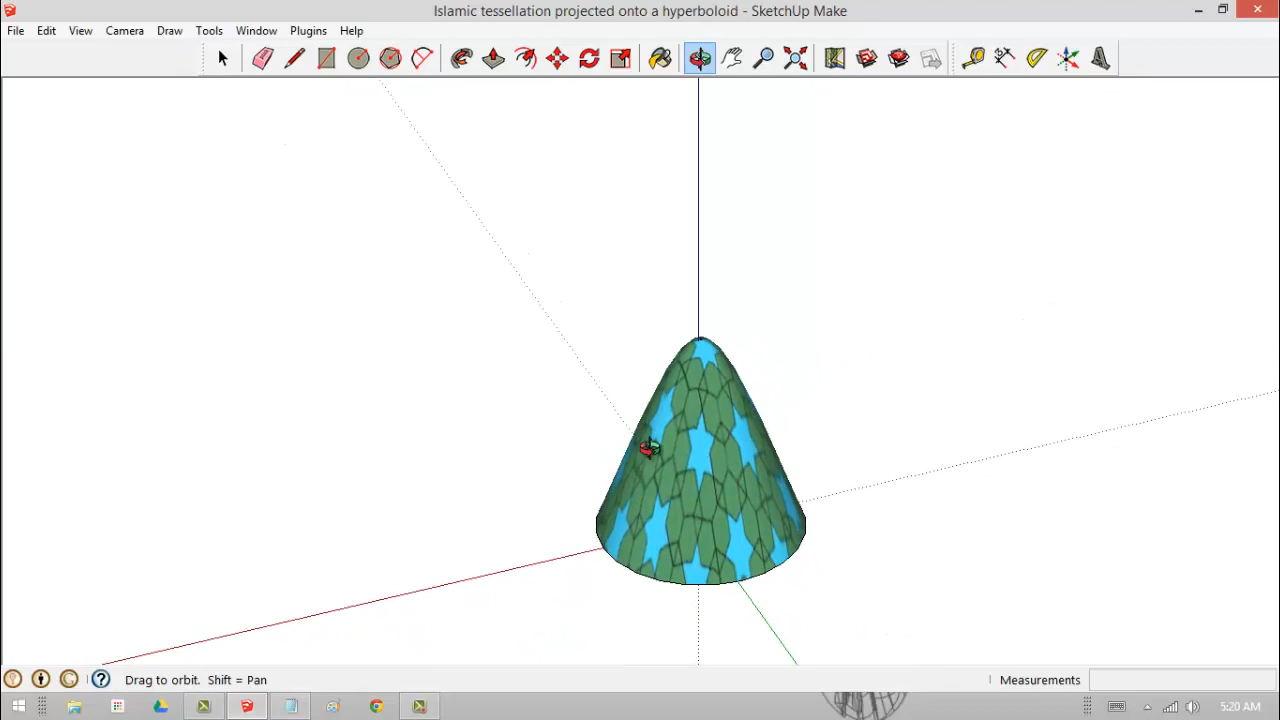 Islamic tessellation projected onto a hyperboloid - SketchUp Make
File Edit View Camera Draw Tools Window Plugins Help
Drag to orbit. Shift = Pan
Measurements
5:20 AM